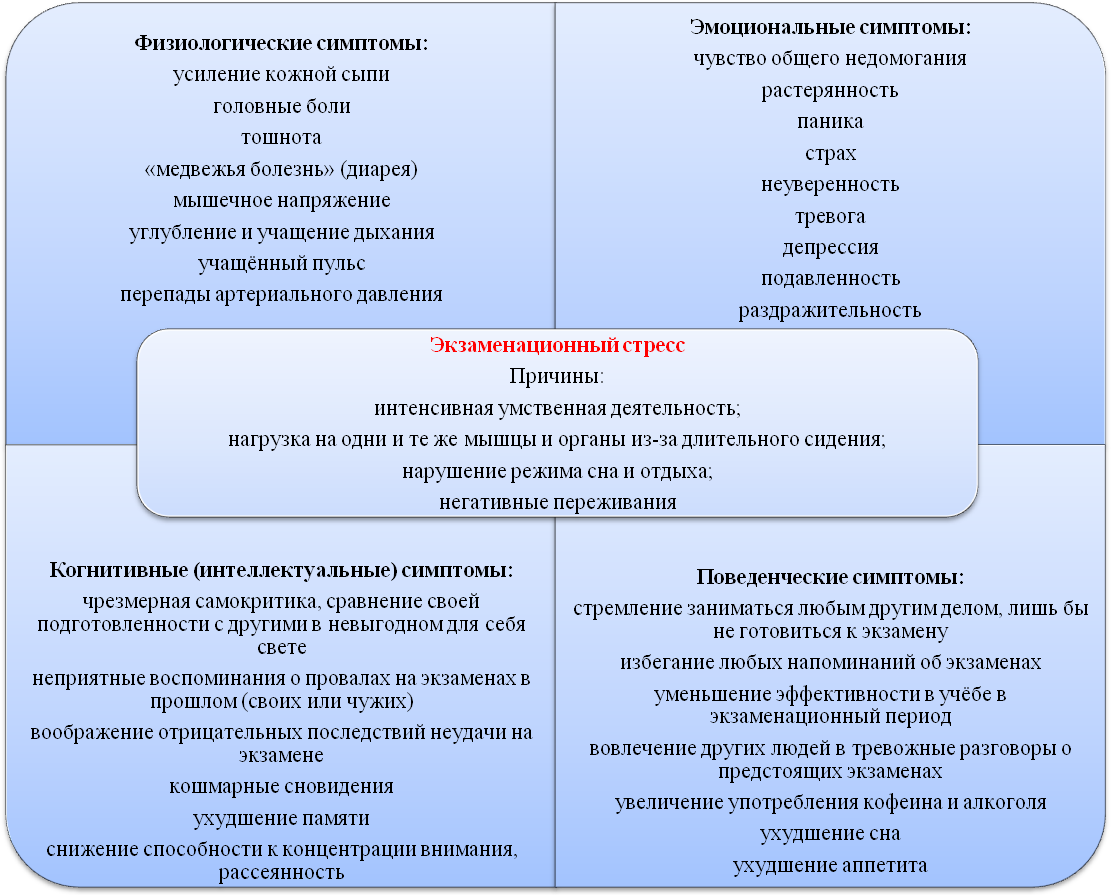 Физиологические симптомы:
усиление кожной сыпи
головные боли
тошнота
«медвежья болезнь» (диарея)
мышечное напряжение
углубление и учащение дыхания
учащённый пульс
перепады артериального давления
Эмоциональные симптомы:
чувство общего недомогания
растерянность
паника
страх
неуверенность
тревога
депрессия
подавленность
раздражительность
Экзаменационный стресс
Причины:
интенсивная умственная деятельность;
нагрузка на одни и те же мышцы и органы из-за длительного сидения;
нарушение режима сна и отдыха;
негативные переживания
Когнитивные (интеллектуальные) симптомы:
чрезмерная самокритика, сравнение своей
подготовленности с другими в невыгодном для себя
свете
неприятные воспоминания о провалах на экзаменах в
прошлом (своих или чужих)
воображение отрицательных последствий неудачи на
экзамене
кошмарные сновидения
ухудшение памяти
снижение способности к концентрации внимания,
рассеянность
Поведенческие симптомы:
стремление заниматься любым другим делом, лишь бы
не готовиться к экзамену
избегание любых напоминаний об экзаменах
уменьшение эффективности в учёбе в
экзаменационный период
вовлечение других людей в тревожные разговоры о
предстоящих экзаменах
увеличение употребления кофеина и алкоголя
ухудшение сна
ухудшение аппетита